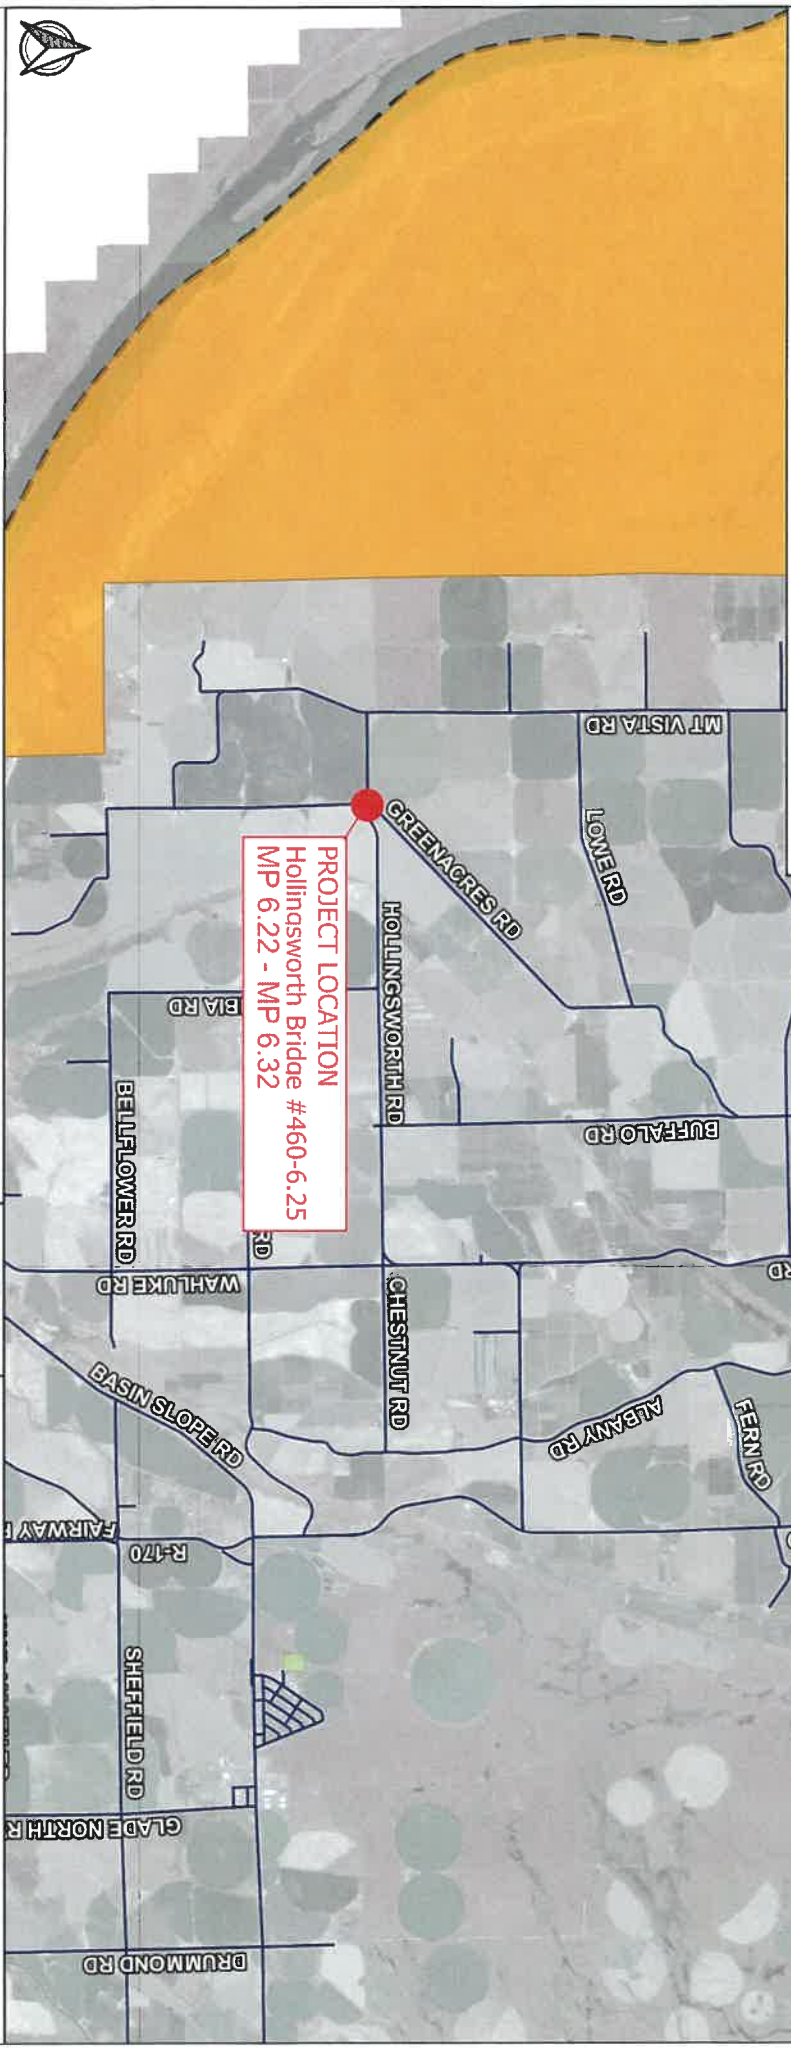 MT VISTA RD
LOWE RD
GREENACRES RD
HOLLINGSWORTH RD
PROJECT LOCATION
Hollingsworth Bridge #460-6.25
MP 6.22 - MP 6.32
BIA RD
BUFFALO RD
BELLFLOWER RD
RD
WAHLUKE RD
CHESTNUT RD
BASIN SLOPE RD
ALBANY RD
FERN RD
FAIRWAY
R-170
SHEFFIELD RD
GLADE NORTH R
DRUMMOND RD